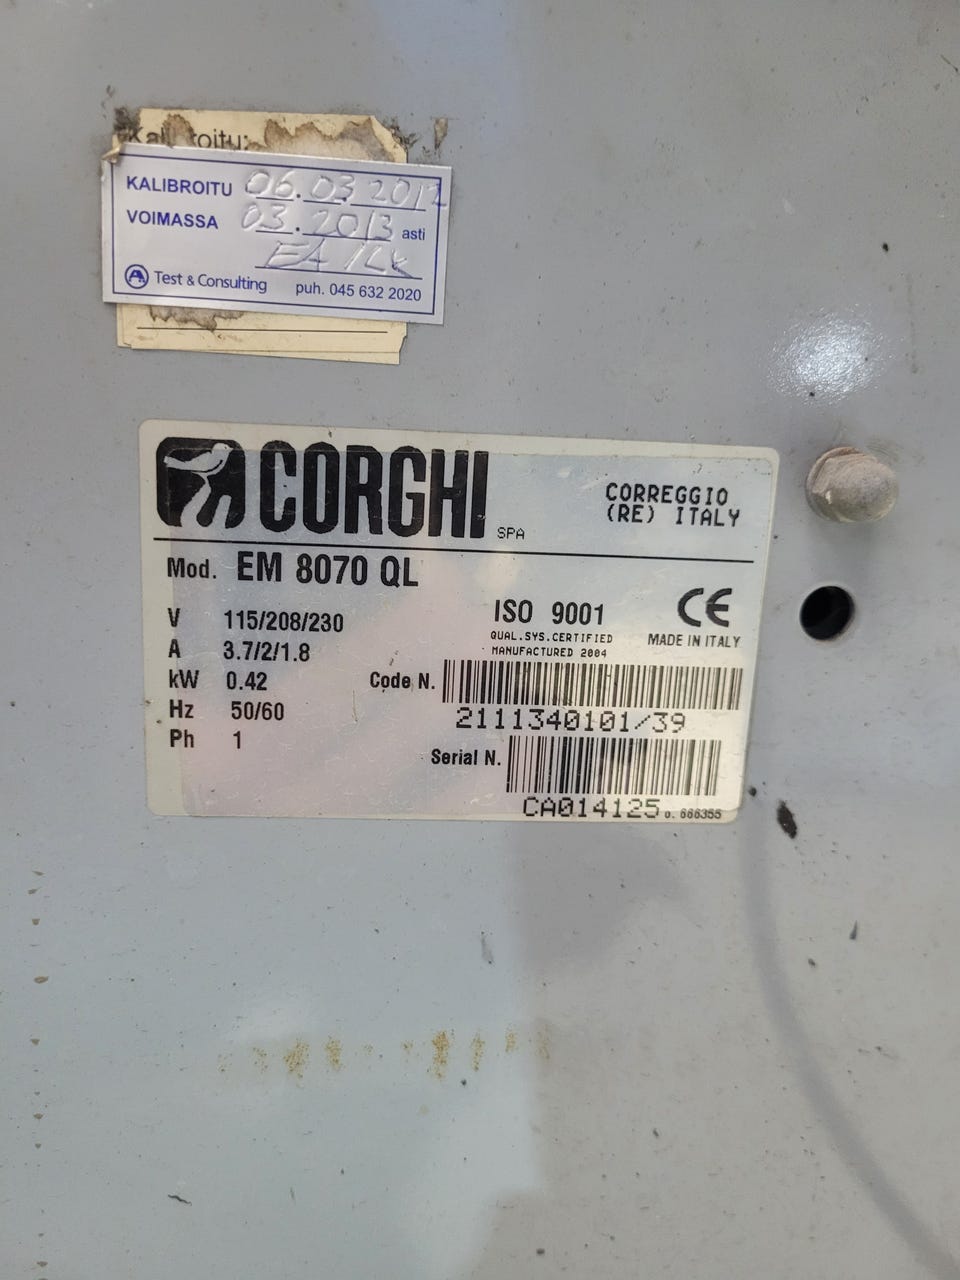 KALIBROITU 06.03.2012
VOIMASSA 03.2013 asti
Test & Consulting puh. 045 632 2020
CORGHI SPA
CORREGGIO
(RE) ITALY
Mod. EM 8070 QL
V 115/208/230
A 3.7/2/1.8
kW 0.42
Hz 50/60
Ph 1
ISO 9001
QUAL.SYS.CERTIFIED
MANUFACTURED 2004
CE
MADE IN ITALY
Code N.
2111340101/39
Serial N.
CA014125 O. 666355